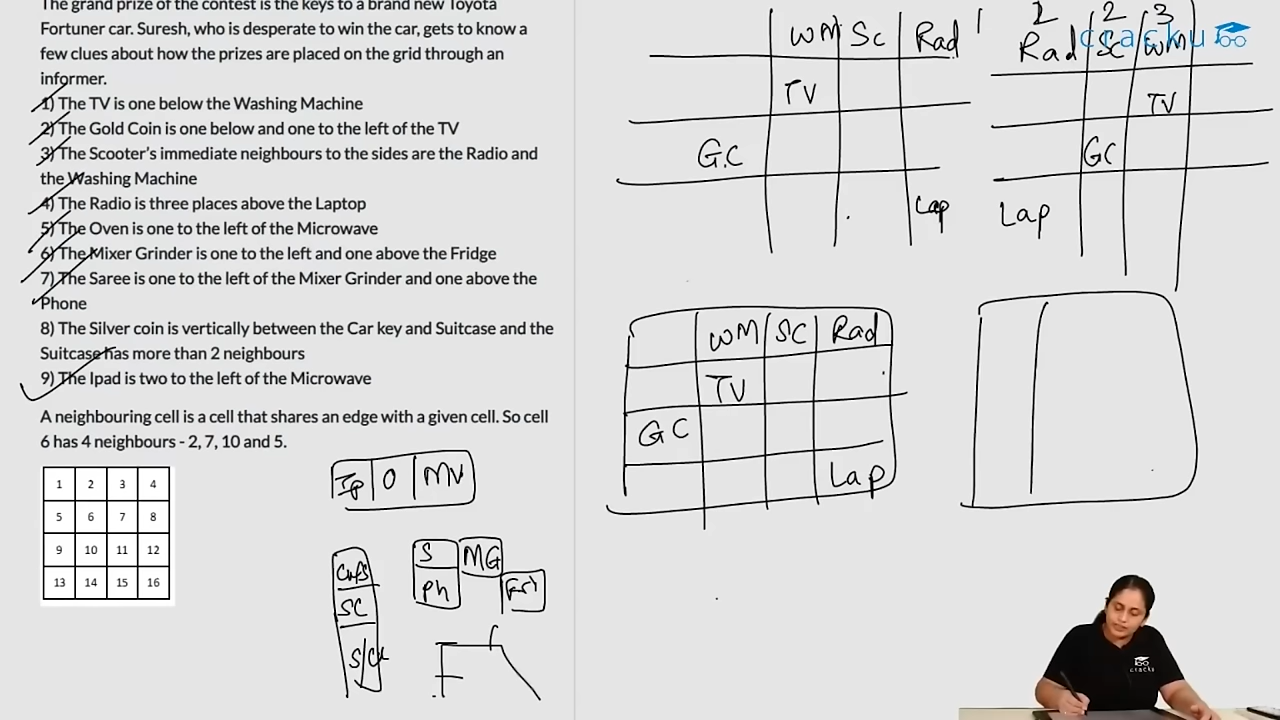 The grand prize of the contest is the keys to a brand new Toyota
Fortuner car. Suresh, who is desperate to win the car, gets to know a
few clues about how the prizes are placed on the grid through an
informer.
1) The TV is one below the Washing Machine
2) The Gold Coin is one below and one to the left of the TV
3) The Scooter's immediate neighbours to the sides are the Radio and
the Washing Machine
4) The Radio is three places above the Laptop
5) The Oven is one to the left of the Microwave
6) The Mixer Grinder is one to the left and one above the Fridge
7) The Saree is one to the left of the Mixer Grinder and one above the
Phone
8) The Silver coin is vertically between the Car key and Suitcase and the
Suitcase has more than 2 neighbours
9) The Ipad is two to the left of the Microwave
A neighbouring cell is a cell that shares an edge with a given cell. So cell
6 has 4 neighbours - 2, 7, 10 and 5.
1 2 3 4
5 6 7 8
9 10 11 12
13 14 15 16
Ip O MV
SC
S MG
Ph Fri
WM Sc Rad
TV
G.C
Lap
1 2 3
Rad Sc WM
TV
GC
Lap
cracku
WM SC Rad
TV
GC
Lap
cracku